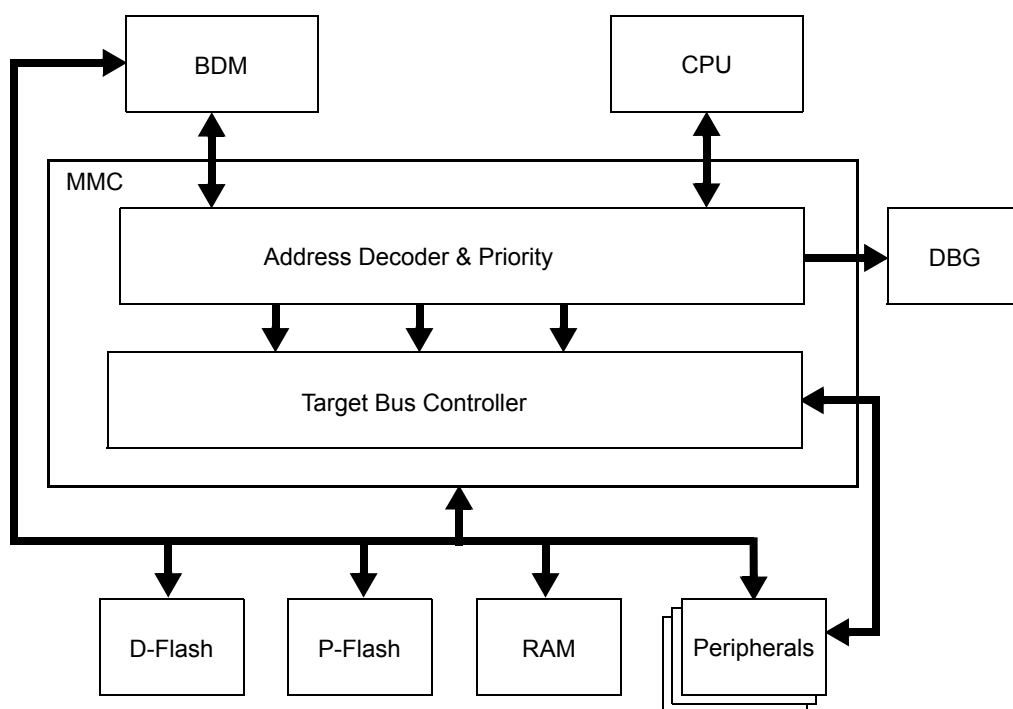 BDM
CPU
MMC
Address Decoder & Priority
DBG
Target Bus Controller
D-Flash
P-Flash
RAM
Peripherals